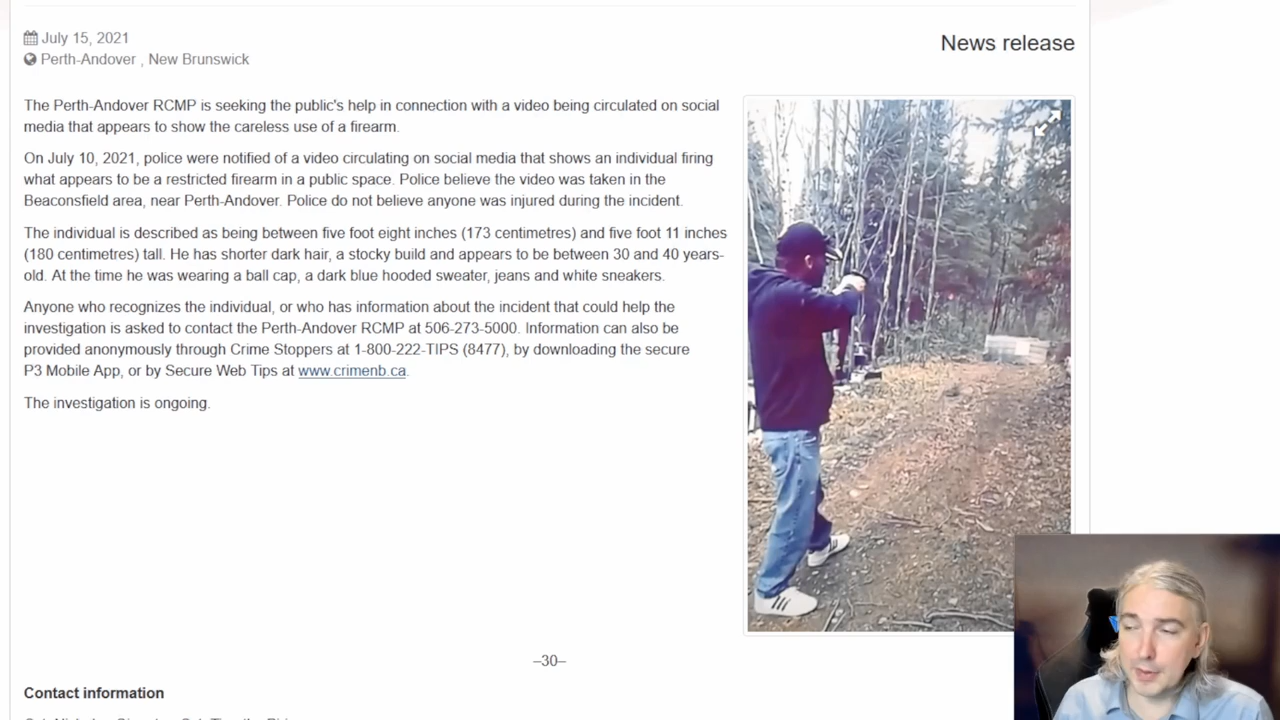 July 15, 2021
Perth-Andover , New Brunswick
News release
The Perth-Andover RCMP is seeking the public's help in connection with a video being circulated on social
media that appears to show the careless use of a firearm.
On July 10, 2021, police were notified of a video circulating on social media that shows an individual firing
what appears to be a restricted firearm in a public space. Police believe the video was taken in the
Beaconsfield area, near Perth-Andover. Police do not believe anyone was injured during the incident.
The individual is described as being between five foot eight inches (173 centimetres) and five foot 11 inches
(180 centimetres) tall. He has shorter dark hair, a stocky build and appears to be between 30 and 40 years-
old. At the time he was wearing a ball cap, a dark blue hooded sweater, jeans and white sneakers.
Anyone who recognizes the individual, or who has information about the incident that could help the
investigation is asked to contact the Perth-Andover RCMP at 506-273-5000. Information can also be
provided anonymously through Crime Stoppers at 1-800-222-TIPS (8477), by downloading the secure
P3 Mobile App, or by Secure Web Tips at www.crimenb.ca.
The investigation is ongoing.
–30–
Contact information